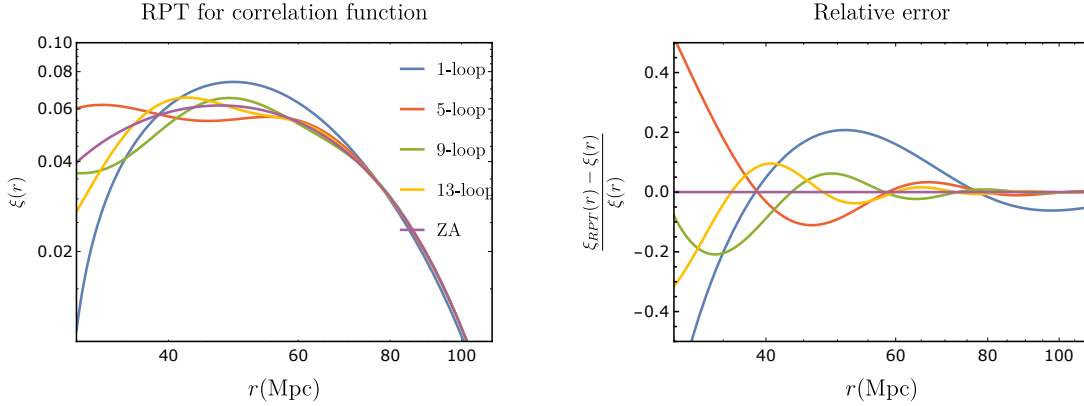 RPT for correlation function
0.10
0.08
0.06
0.04
0.02
ξ(r)
40
60
80
100
r(Mpc)
1-loop
5-loop
9-loop
13-loop
ZA
Relative error
0.4
0.2
0.0
−0.2
−0.4
ξRPT(r) − ξ(r)
ξ(r)
40
60
80
100
r(Mpc)